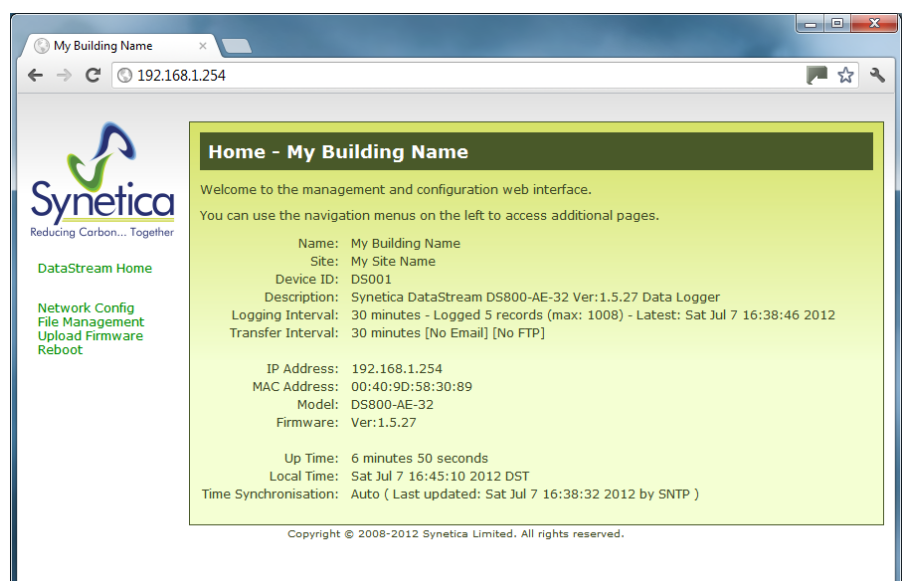 My Building Name
192.168.1.254
Synetica
Reducing Carbon... Together
DataStream Home
Network Config
File Management
Upload Firmware
Reboot
Home - My Building Name
Welcome to the management and configuration web interface.
You can use the navigation menus on the left to access additional pages.
Name: My Building Name
Site: My Site Name
Device ID: DS001
Description: Synetica DataStream DS800-AE-32 Ver:1.5.27 Data Logger
Logging Interval: 30 minutes - Logged 5 records (max: 1008) - Latest: Sat Jul 7 16:38:46 2012
Transfer Interval: 30 minutes [No Email] [No FTP]
IP Address: 192.168.1.254
MAC Address: 00:40:9D:58:30:89
Model: DS800-AE-32
Firmware: Ver:1.5.27
Up Time: 6 minutes 50 seconds
Local Time: Sat Jul 7 16:45:10 2012 DST
Time Synchronisation: Auto ( Last updated: Sat Jul 7 16:38:32 2012 by SNTP )
Copyright © 2008-2012 Synetica Limited. All rights reserved.